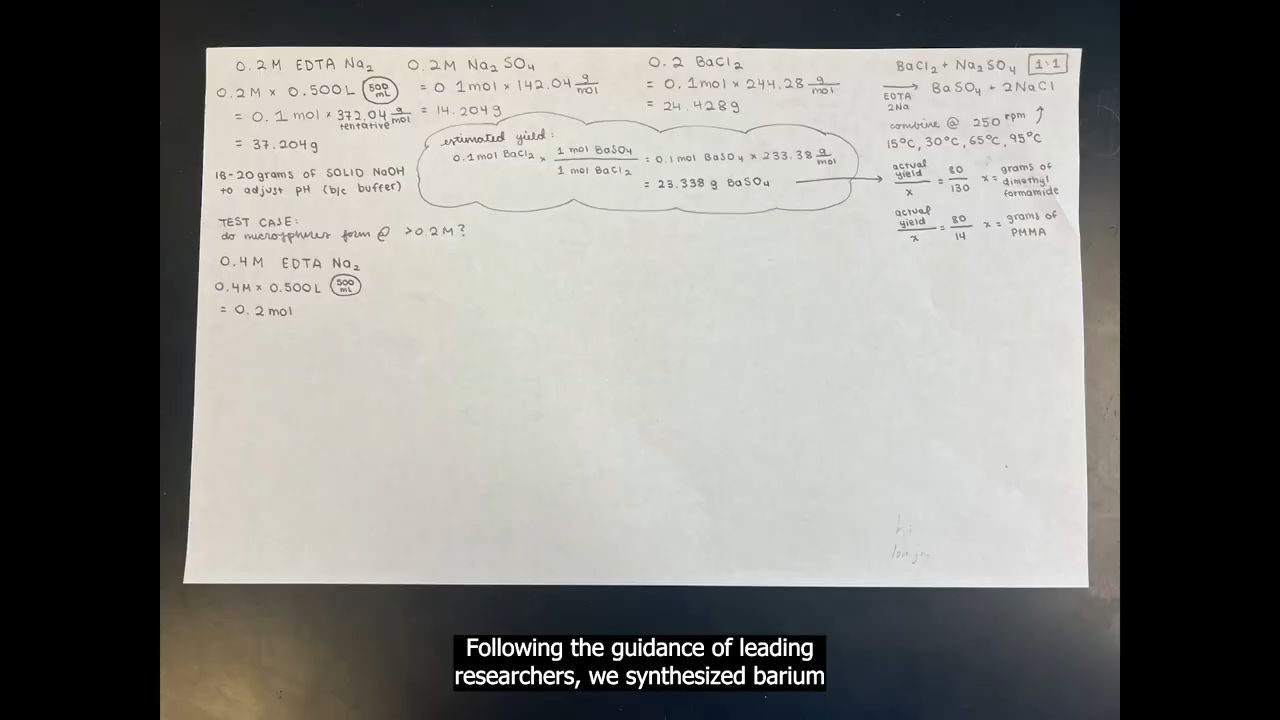 0.2M EDTA Na₂
0.2M × 0.500L (500 mL)
= 0.1 mol × 372.04 g/mol
tentative
= 37.204g
18-20 grams of SOLID NaOH
to adjust pH (b/c buffer)
TEST CASE:
do microspheres form @ >0.2M?
0.4M EDTA Na₂
0.4M × 0.500L (500 mL)
= 0.2 mol
0.2M Na₂SO₄
= 0 1mol × 142.04 g/mol
= 14.204g
0.2 BaCl₂
= 0.1mol × 244.28 g/mol
= 24.428g
estimated yield:
0.1mol BaCl₂ × 1 mol BaSO₄ / 1 mol BaCl₂ = 0.1mol BaSO₄ × 233.38 g/mol
= 23.338 g BaSO₄ →
BaCl₂ + Na₂SO₄ 1:1
→ BaSO₄ + 2NaCl
EDTA
2Na
combine @ 250 rpm ↑
15°C, 30°C, 65°C, 95°C
actual yield / x = 80 / 130 x = grams of dimethyl formamide
actual yield / x = 80 / 14 x = grams of PMMA
hi
Following the guidance of leading
researchers, we synthesized barium